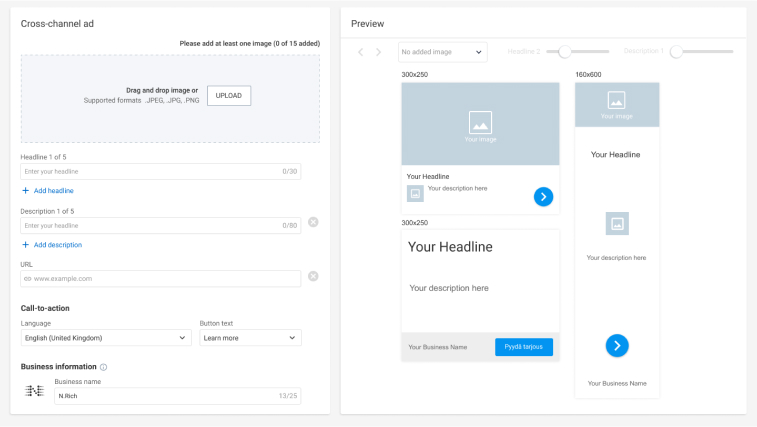 Cross-channel ad
Please add at least one image (0 of 15 added)
Drag and drop image or
Supported formats .JPEG, .JPG, .PNG
UPLOAD
Headline 1 of 5
Enter your headline 0/30
+ Add headline
Description 1 of 5
Enter your headline 0/80
+ Add description
URL
www.example.com
Call-to-action
Language Button text
English (United Kingdom) Learn more
Business information
Business name
N.Rich 13/25
Preview
No added image Headline 2 Description 1
300x250
Your image
Your Headline
Your description here
300x250
Your Headline
Your description here
Your Business Name Pyydä tarjous
160x600
Your image
Your Headline
Your description here
Your Business Name